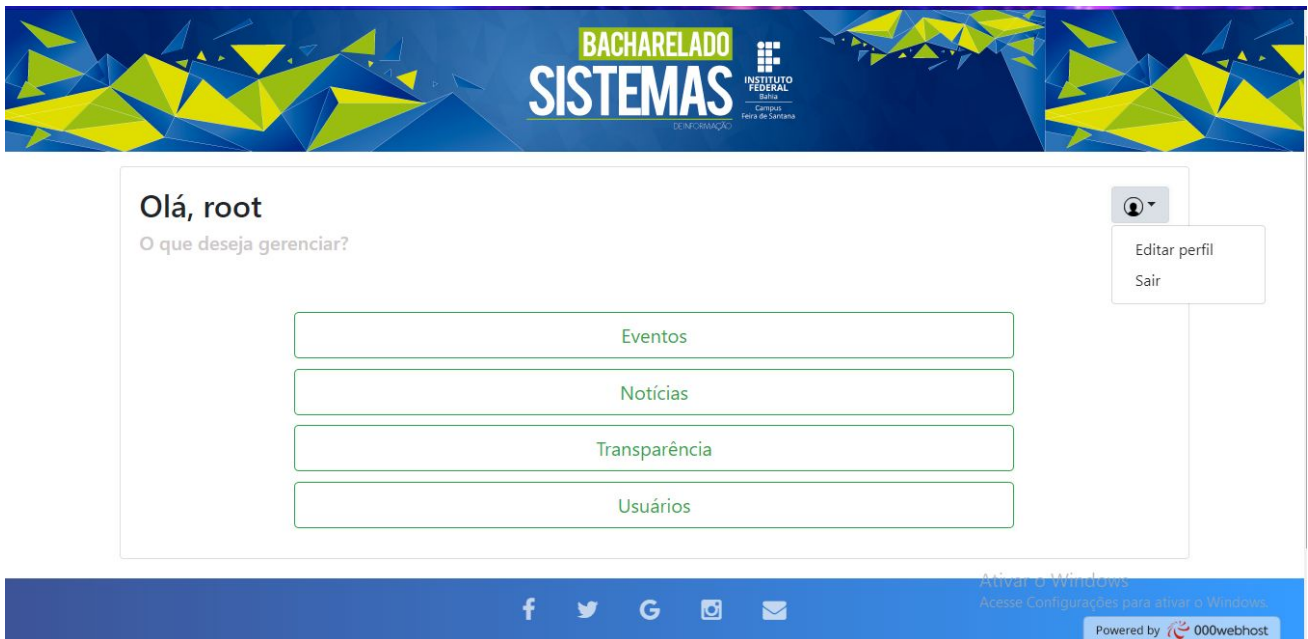 BACHARELADO
SISTEMAS
DE INFORMAÇÃO
INSTITUTO
FEDERAL
Bahia
Campus
Feira de Santana
Olá, root
O que deseja gerenciar?
Editar perfil
Sair
Eventos
Notícias
Transparência
Usuários
Ativar o Windows
Acesse Configurações para ativar o Windows.
Powered by 000webhost